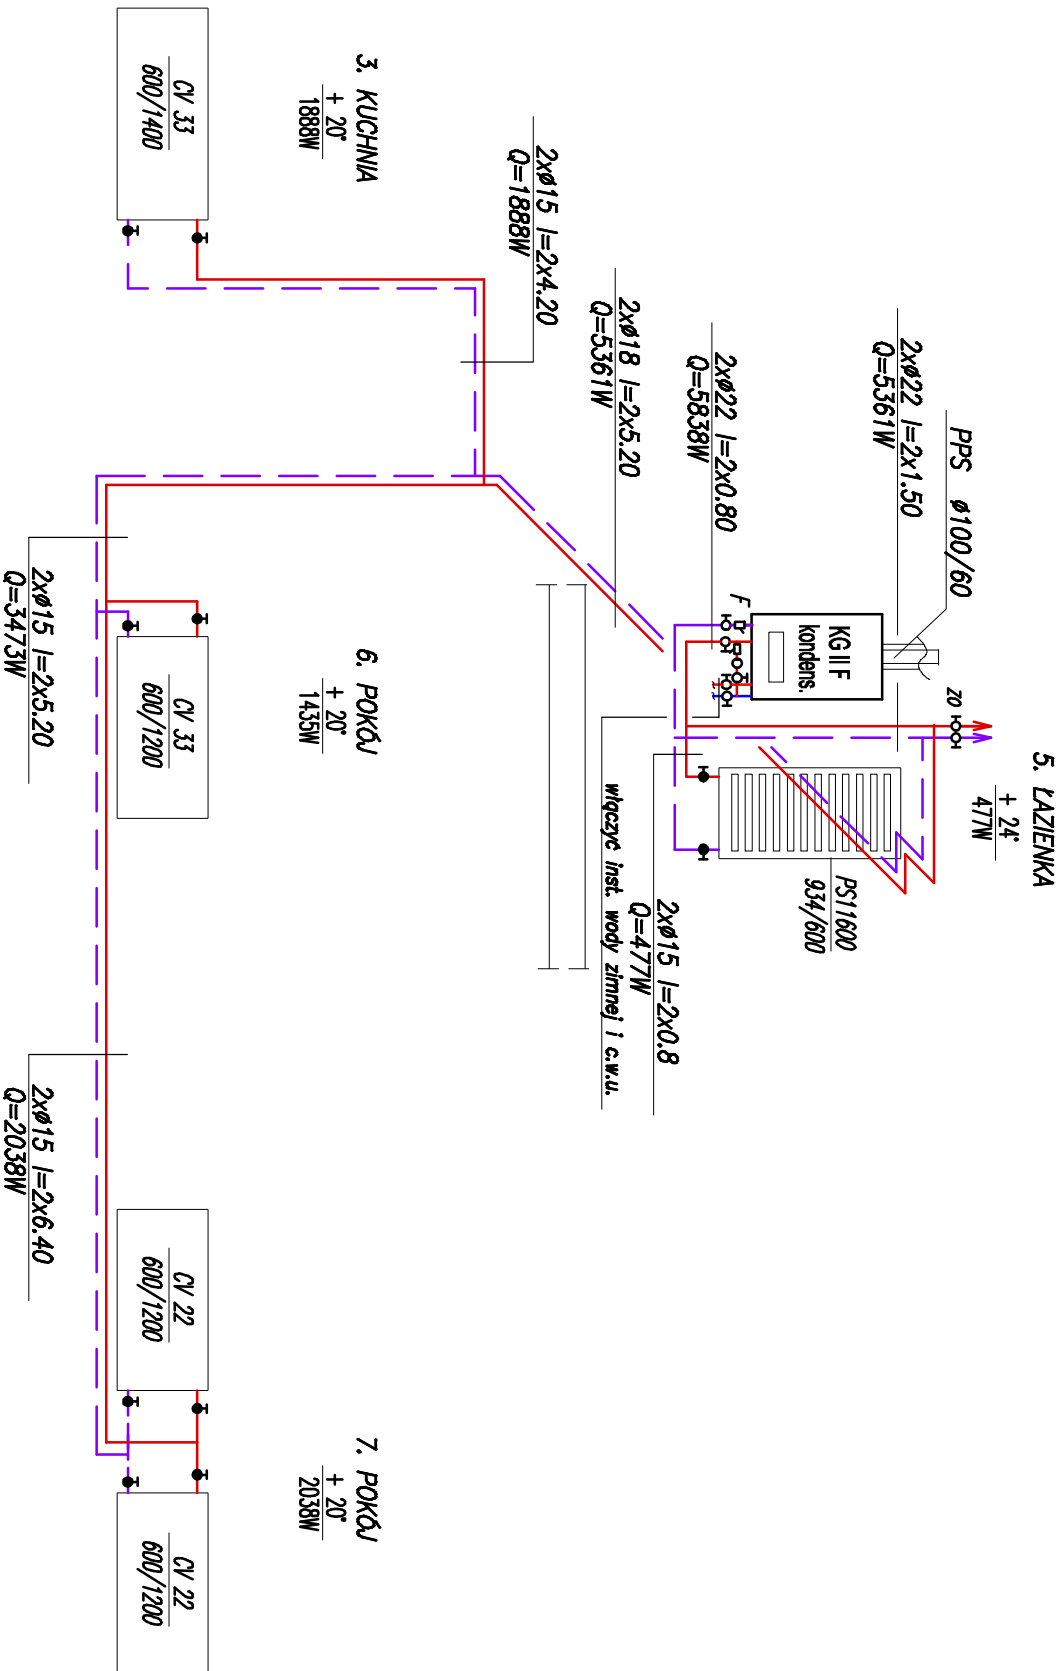 5. ŁAZIENKA
+ 24°
477W
ZO
PPS ø100/60
2xø22 l=2x1.50
Q=5361W
KG II F
kondens.
F
PS11600
934/600
2xø22 l=2x0.80
Q=5838W
2xø15 l=2x0.8
Q=477W
2xø18 l=2x5.20
Q=5361W
włączyć inst. wody zimnej i c.w.u.
2xø15 l=2x4.20
Q=1888W
3. KUCHNIA
+ 20°
1888W
6. POKÓJ
+ 20°
1435W
7. POKÓJ
+ 20°
2038W
CV 33
600/1400
CV 33
600/1200
CV 22
600/1200
CV 22
600/1200
2xø15 l=2x5.20
Q=3473W
2xø15 l=2x6.40
Q=2038W